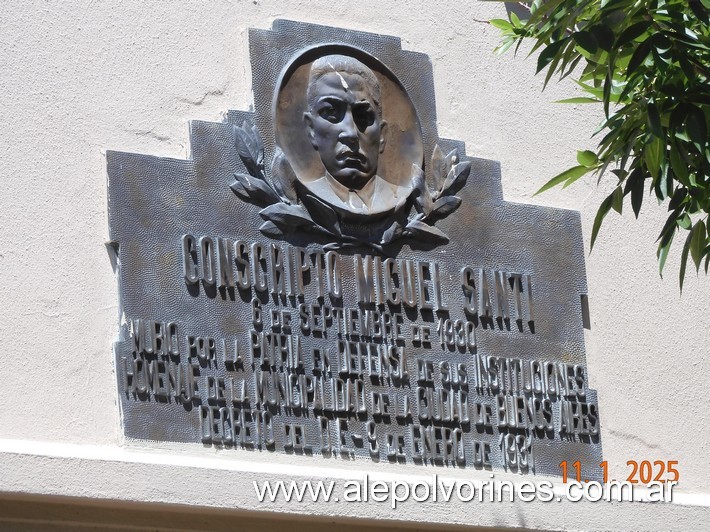 CONSCRIPTO MIGUEL SANTI
6 DE SEPTIEMBRE DE 1930
MURIO POR LA PATRIA EN DEFENSA DE SUS INSTITUCIONES
HOMENAJE DE LA MUNICIPALIDAD DE LA CIUDAD DE BUENOS AIRES
DECRETO DEL D.E. - 9 DE ENERO DE 1931
11 1 2025
www.alepolvorines.com.ar